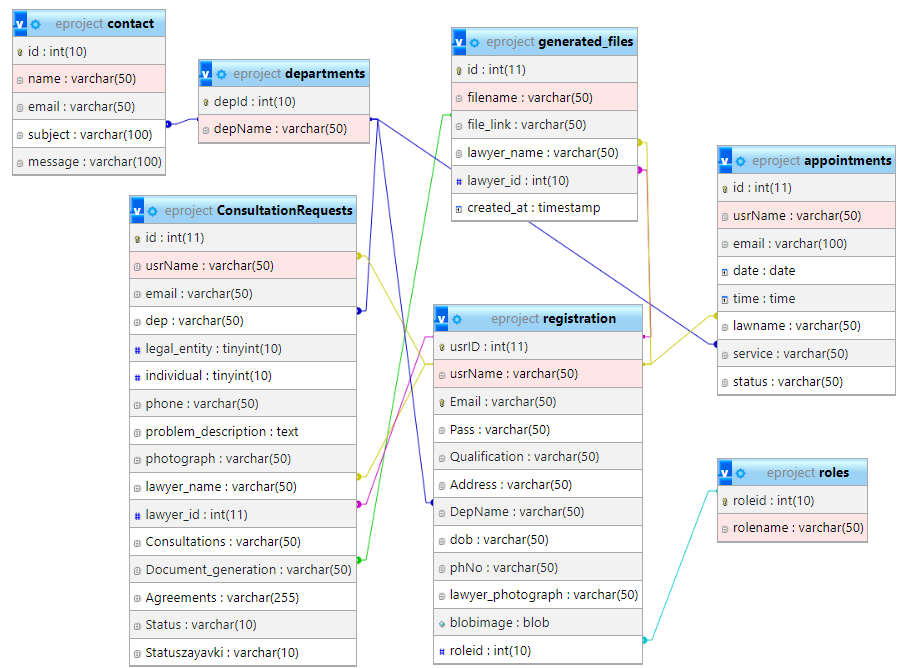 eproject contact
id : int(10)
name : varchar(50)
email : varchar(50)
subject : varchar(100)
message : varchar(100)
eproject departments
depId : int(10)
depName : varchar(50)
eproject generated_files
id : int(11)
filename : varchar(50)
file_link : varchar(50)
lawyer_name : varchar(50)
lawyer_id : int(10)
created_at : timestamp
eproject appointments
id : int(11)
usrName : varchar(50)
email : varchar(100)
date : date
time : time
lawname : varchar(50)
service : varchar(50)
status : varchar(50)
eproject ConsultationRequests
id : int(11)
usrName : varchar(50)
email : varchar(50)
dep : varchar(50)
legal_entity : tinyint(10)
individual : tinyint(10)
phone : varchar(50)
problem_description : text
photograph : varchar(50)
lawyer_name : varchar(50)
lawyer_id : int(11)
Consultations : varchar(50)
Document_generation : varchar(50)
Agreements : varchar(255)
Status : varchar(10)
Statuszayavki : varchar(10)
eproject registration
usrID : int(11)
usrName : varchar(50)
Email : varchar(50)
Pass : varchar(50)
Qualification : varchar(50)
Address : varchar(50)
DepName : varchar(50)
dob : varchar(50)
phNo : varchar(50)
lawyer_photograph : varchar(50)
blobimage : blob
roleid : int(10)
eproject roles
roleid : int(10)
rolename : varchar(50)